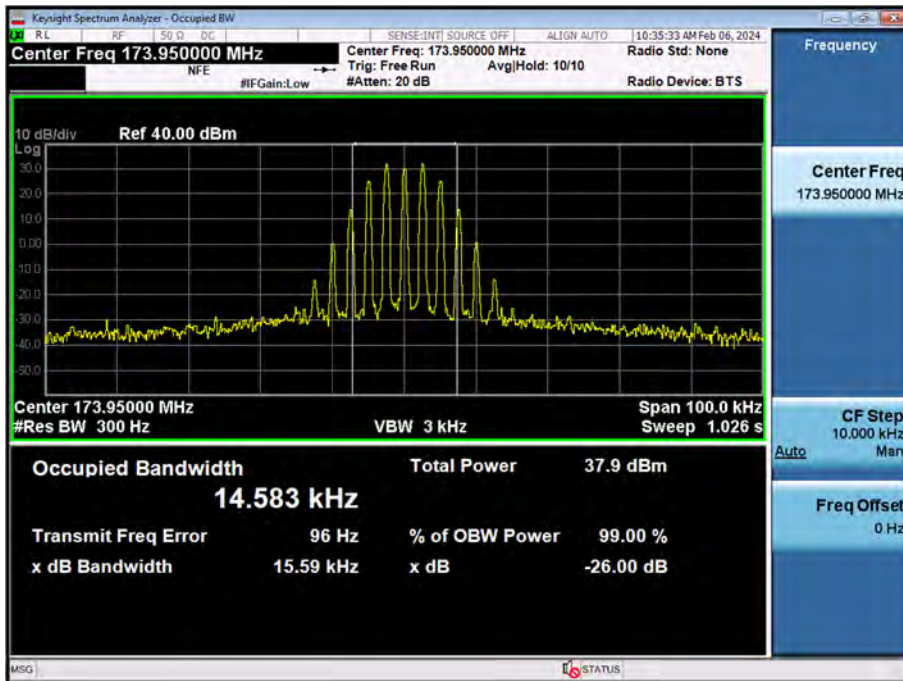 Keysight Spectrum Analyzer - Occupied BW
RL RF 50 Ω DC SENSE:INT SOURCE OFF ALIGN AUTO 10:35:33 AM Feb 06, 2024
Center Freq 173.950000 MHz
NFE
#IFGain:Low
Center Freq: 173.950000 MHz
Trig: Free Run Avg|Hold: 10/10
#Atten: 20 dB
Radio Std: None
Radio Device: BTS
10 dB/div Ref 40.00 dBm
Log
30.0
20.0
10.0
0.00
-10.0
-20.0
-30.0
-40.0
-50.0
Center 173.95000 MHz Span 100.0 kHz
#Res BW 300 Hz VBW 3 kHz Sweep 1.026 s
Occupied Bandwidth Total Power 37.9 dBm
14.583 kHz
Transmit Freq Error 96 Hz % of OBW Power 99.00 %
x dB Bandwidth 15.59 kHz x dB -26.00 dB
Frequency
Center Freq
173.950000 MHz
CF Step
10.000 kHz
Auto Man
Freq Offset
0 Hz
MSG STATUS